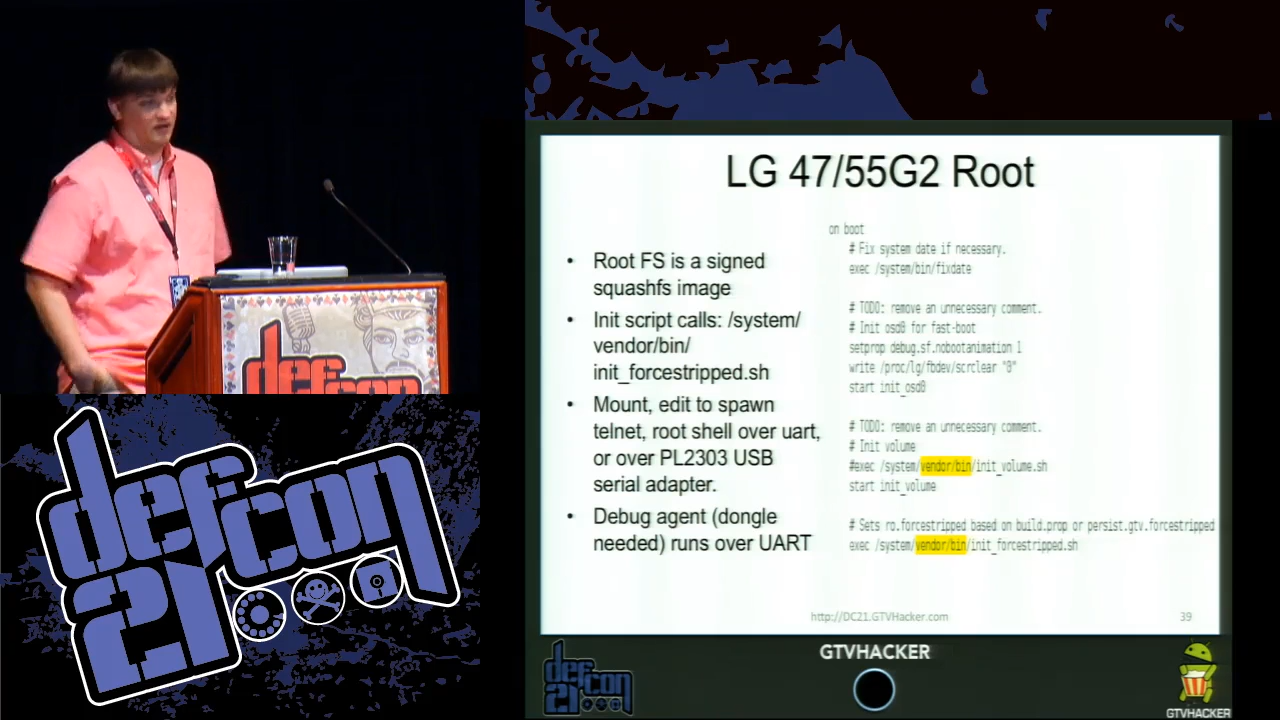 LG 47/55G2 Root
• Root FS is a signed
squashfs image
• Init script calls: /system/
vendor/bin/
init_forcestripped.sh
• Mount, edit to spawn
telnet, root shell over uart,
or over PL2303 USB
serial adapter.
• Debug agent (dongle
needed) runs over UART
on boot
# Fix system date if necessary.
exec /system/bin/fixdate
# TODO: remove an unnecessary comment.
# Init osd0 for fast-boot
setprop debug.sf.nobootanimation 1
write /proc/lg/fbdev/scrclear "0"
start init_osd0
# TODO: remove an unnecessary comment.
# Init volume
#exec /system/vendor/bin/init_volume.sh
start init_volume
# Sets ro.forcestripped based on build.prop or persist.gtv.forcestripped
exec /system/vendor/bin/init_forcestripped.sh
http://DC21.GTVHacker.com
39
defcon
defcon
21
defcon
21
GTVHACKER
GTVHACKER